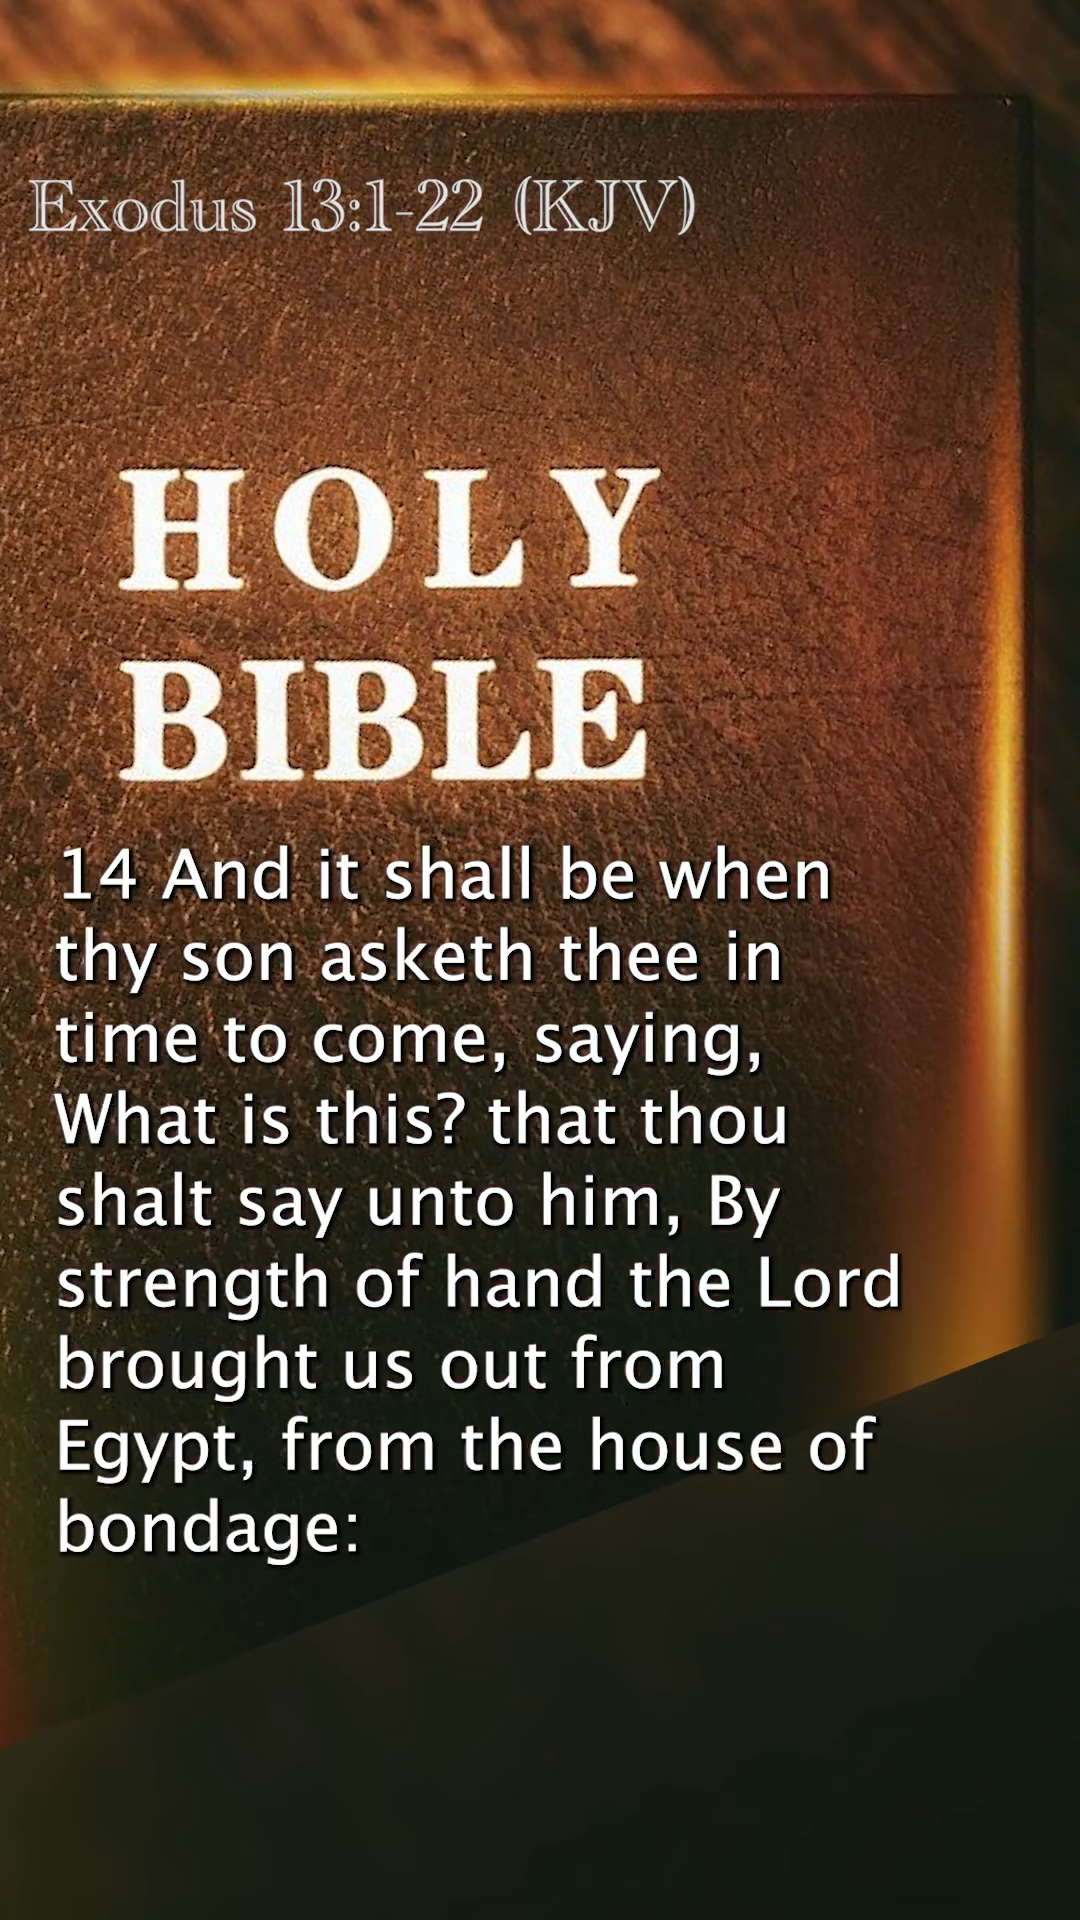 Exodus 13:1-22 (KJV)
HOLY
BIBLE
14 And it shall be when
thy son asketh thee in
time to come, saying,
What is this? that thou
shalt say unto him, By
strength of hand the Lord
brought us out from
Egypt, from the house of
bondage: